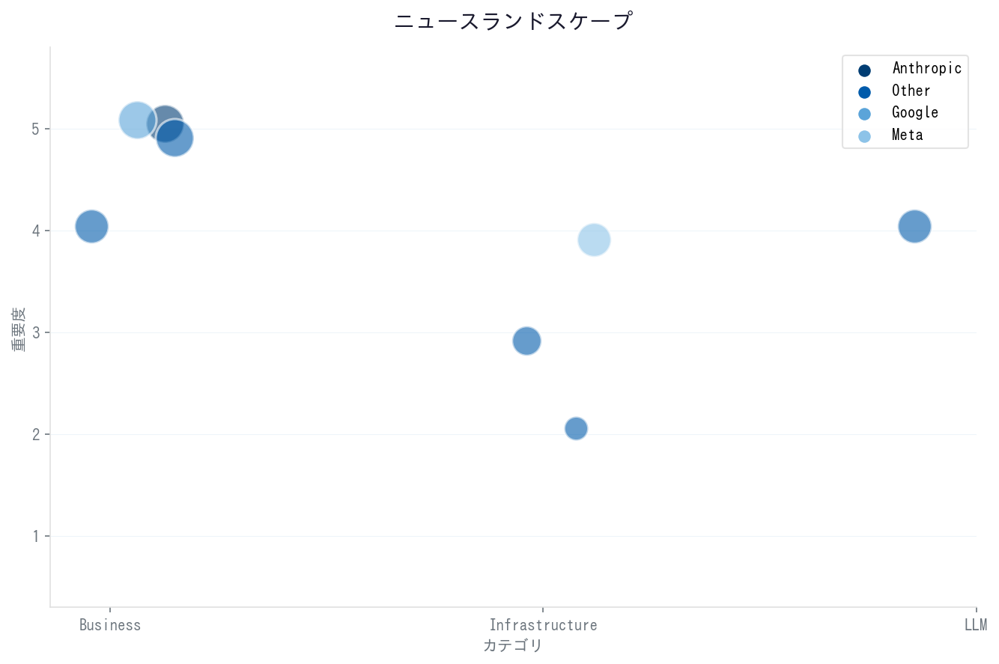 ニュースランドスケープ
Anthropic
Other
Google
Meta
重要度
5
4
3
2
1
Business
Infrastructure
LLM
カテゴリ